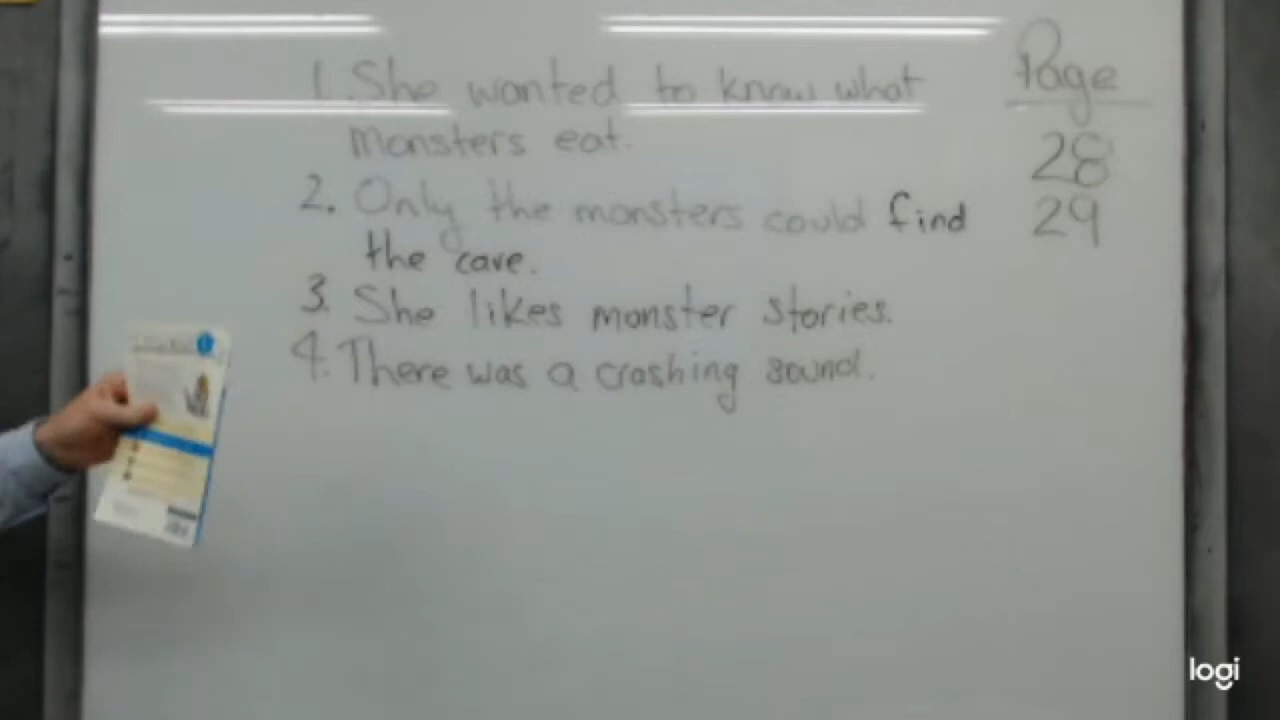 1. She wanted to know what
monsters eat.
2. Only the monsters could find
the cave.
3. She likes monster stories.
4. There was a crashing sound.
Page
28
29
logi